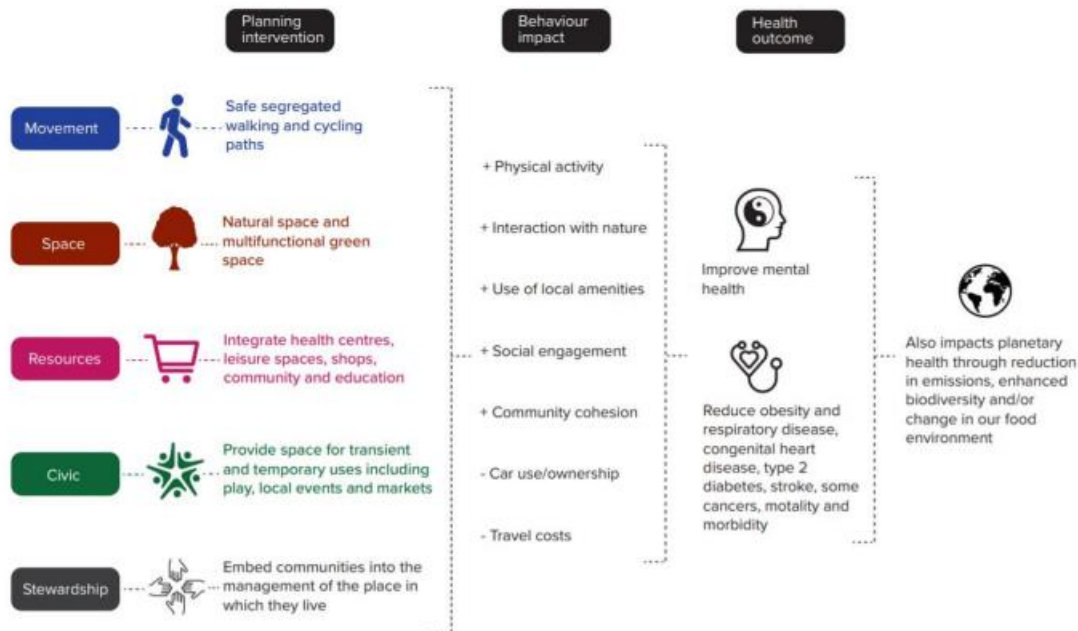 Planning
intervention
Behaviour
impact
Health
outcome
Movement
Safe segregated
walking and cycling
paths
Space
Natural space and
multifunctional green
space
Resources
Integrate health centres,
leisure spaces, shops,
community and education
Civic
Provide space for transient
and temporary uses including
play, local events and markets
Stewardship
Embed communities into the
management of the place in
which they live
+ Physical activity
+ Interaction with nature
+ Use of local amenities
+ Social engagement
+ Community cohesion
- Car use/ownership
- Travel costs
Improve mental
health
Reduce obesity and
respiratory disease,
congenital heart
disease, type 2
diabetes, stroke, some
cancers, motality and
morbidity
Also impacts planetary
health through reduction
in emissions, enhanced
biodiversity and/or
change in our food
environment